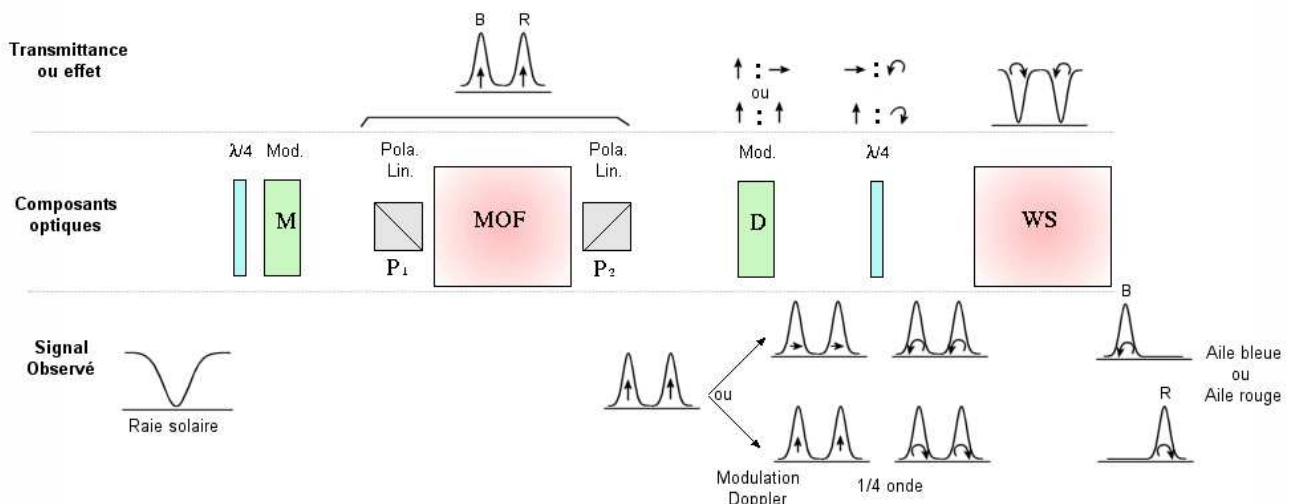 B R
Transmittance
ou effet
:
:
ou
:
:
λ/4 Mod. Pola. Lin. Pola. Lin. Mod. λ/4
Composants
optiques
M MOF D WS
P₁ P₂
B
Signal
Observé
Aile bleue
ou
Aile rouge
ou
R
Raie solaire
Modulation
Doppler
1/4 onde